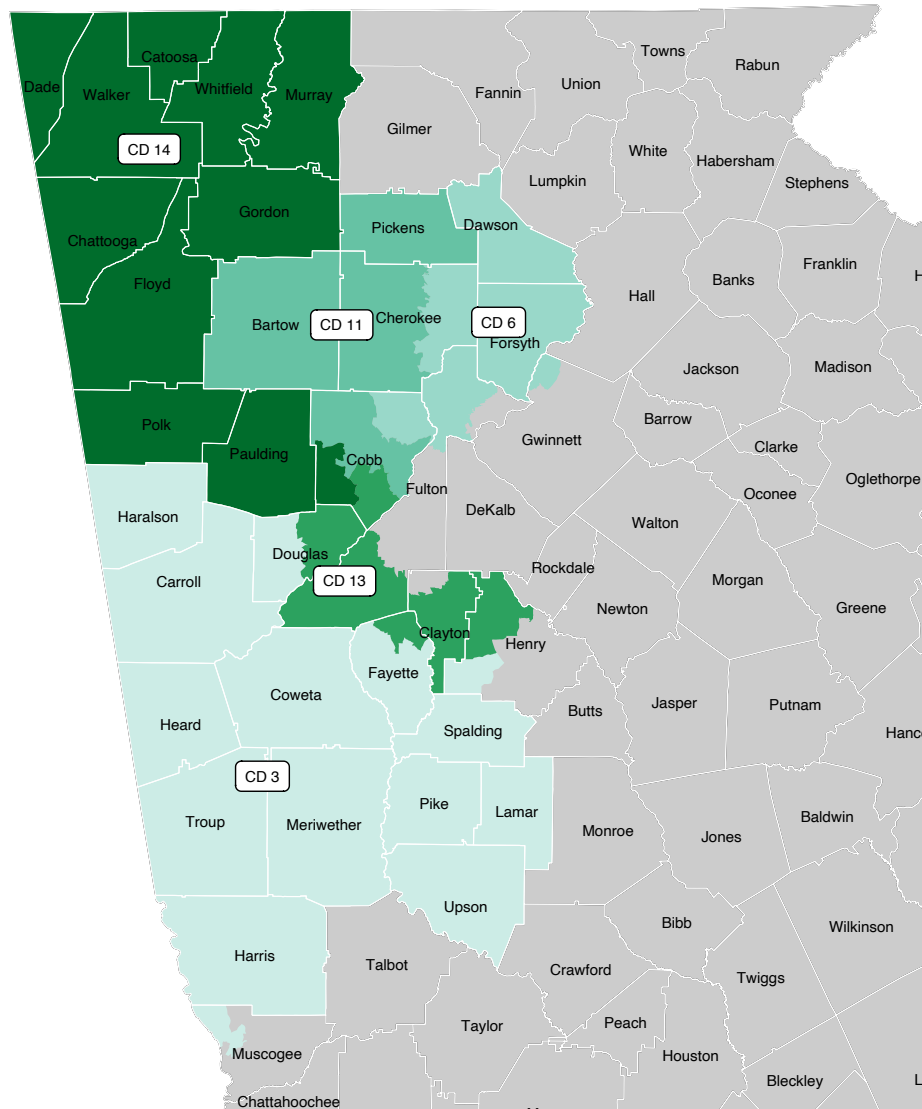 Towns
Rabun
Catoosa
Union
Dade
Walker
Whitfield
Murray
Fannin
Gilmer
CD 14
White
Habersham
Lumpkin
Stephens
Gordon
Pickens
Dawson
Chattooga
Floyd
Hall
Banks
Franklin
Bartow
CD 11
Cherokee
CD 6
Forsyth
Jackson
Madison
Polk
Barrow
Paulding
Cobb
Gwinnett
Clarke
Fulton
Oconee
Oglethorpe
Haralson
DeKalb
Walton
Douglas
Carroll
CD 13
Rockdale
Morgan
Newton
Greene
Clayton
Henry
Fayette
Coweta
Heard
Spalding
Butts
Jasper
Putnam
Hanc
CD 3
Troup
Meriwether
Pike
Lamar
Monroe
Jones
Baldwin
Upson
Bibb
Wilkinson
Harris
Talbot
Crawford
Twiggs
Taylor
Peach
Muscogee
Houston
Bleckley
Chattahoochee